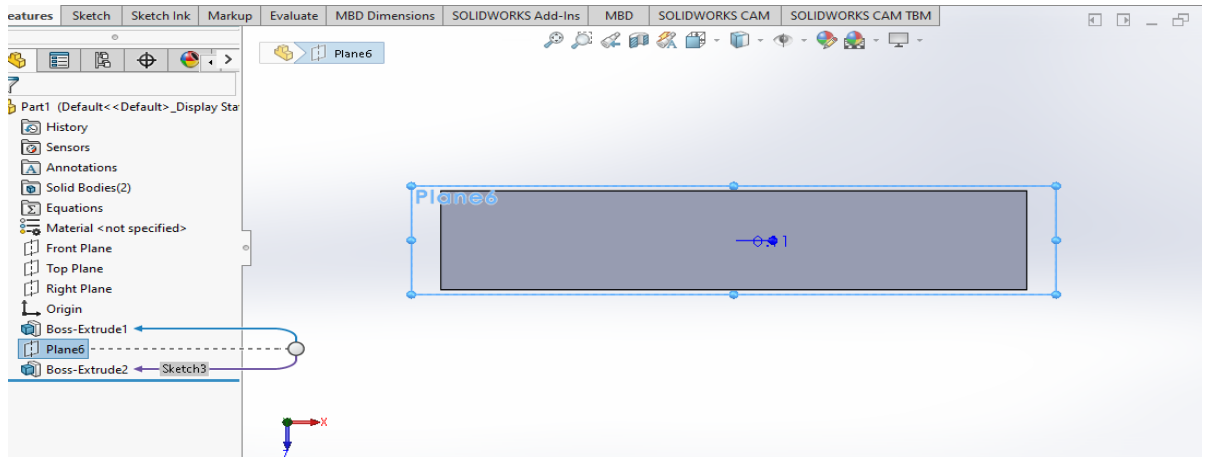 eatures Sketch Sketch Ink Markup Evaluate MBD Dimensions SOLIDWORKS Add-Ins MBD SOLIDWORKS CAM SOLIDWORKS CAM TBM
Plane6
Part1 (Default<<Default>_Display Sta
History
Sensors
Annotations
Solid Bodies(2)
Plane6
Equations
Material <not specified>
Front Plane
Top Plane
Right Plane
Origin
Boss-Extrude1
Plane6
Boss-Extrude2 Sketch3
X